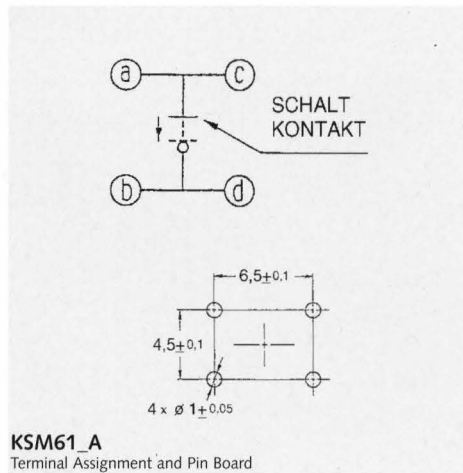 a
c
SCHALT
KONTAKT
b
d
6,5±0,1
4,5±0,1
4 x ø 1±0,05
KSM61_A
Terminal Assignment and Pin Board